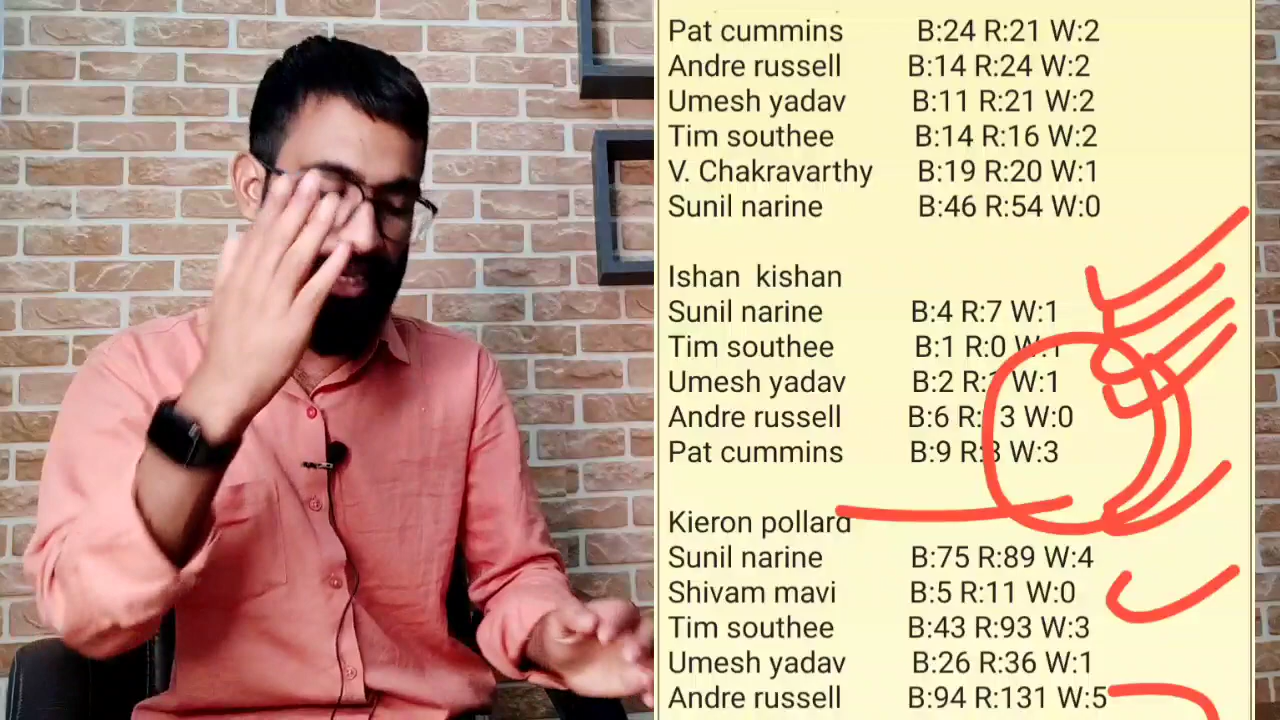 Pat cummins B:24 R:21 W:2
Andre russell B:14 R:24 W:2
Umesh yadav B:11 R:21 W:2
Tim southee B:14 R:16 W:2
V. Chakravarthy B:19 R:20 W:1
Sunil narine B:46 R:54 W:0
Ishan kishan
Sunil narine B:4 R:7 W:1
Tim southee B:1 R:0 W:1
Umesh yadav B:2 W:1
Andre russell B:6 W:0
Pat cummins B:9 W:3
Kieron pollard
Sunil narine B:75 R:89 W:4
Shivam mavi B:5 R:11 W:0
Tim southee B:43 R:93 W:3
Umesh yadav B:26 R:36 W:1
Andre russell B:94 R:131 W:5